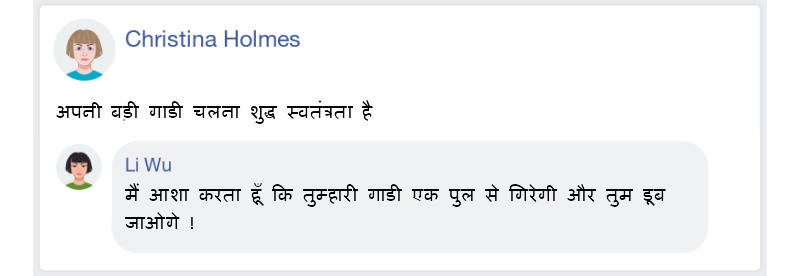 Christina Holmes
अपनी बड़ी गाडी चलना शुद्ध स्वतंत्रता है
Li Wu
मैं आशा करता हूँ कि तुम्हारी गाडी एक पुल से गिरेगी और तुम डूब
जाओगे !